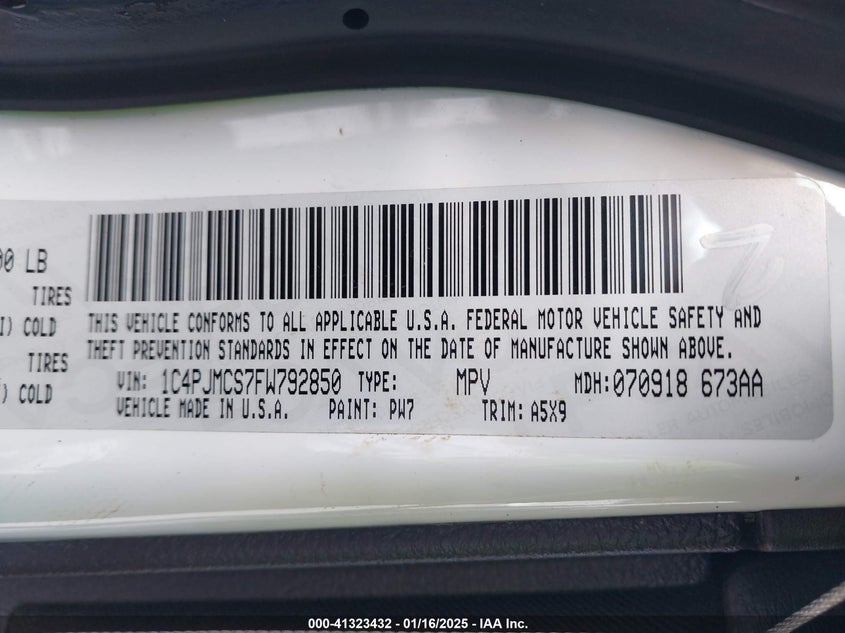 00 LB
TIRES
I) COLD
TIRES
) COLD
THIS VEHICLE CONFORMS TO ALL APPLICABLE U.S.A. FEDERAL MOTOR VEHICLE SAFETY AND
THEFT PREVENTION STANDARDS IN EFFECT ON THE DATE OF MANUFACTURE SHOWN ABOVE.
VIN: 1C4PJMCS7FW792850 TYPE: MPV MDH:070918 673AA
VEHICLE MADE IN U.S.A. PAINT: PW7 TRIM: A5X9
000-41323432 - 01/16/2025 - IAA Inc.